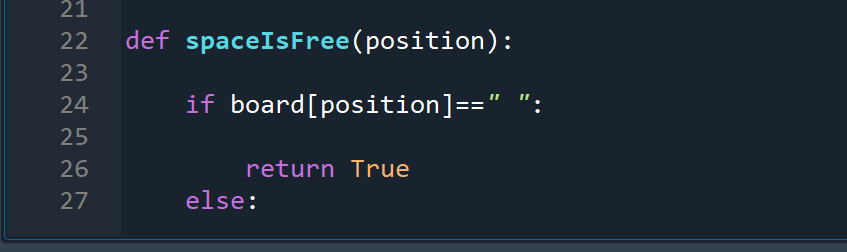 21
22 def spaceIsFree(position):
23
24     if board[position]==" ":
25
26         return True
27     else: